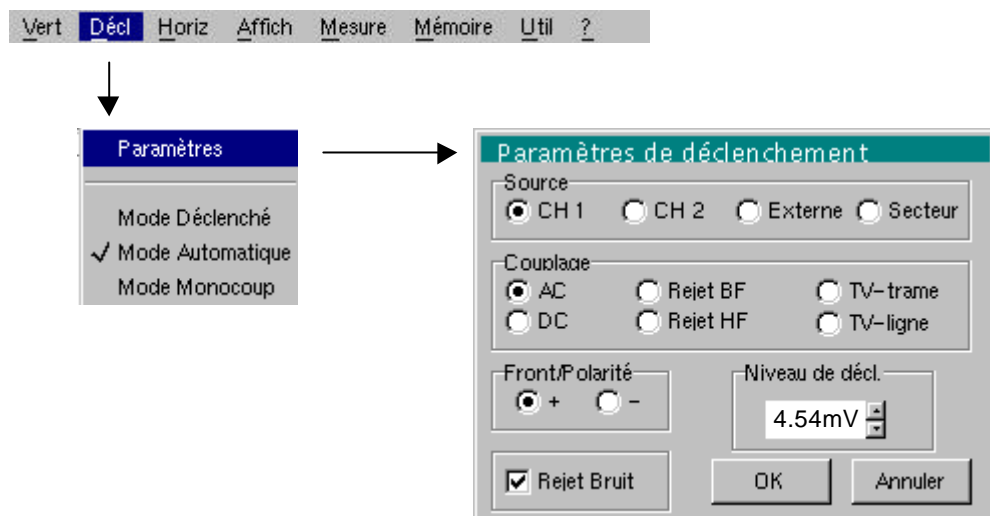 Vert Décl Horiz Affich Mesure Mémoire Util ?
Paramètres
Mode Déclenché
Mode Automatique
Mode Monocoup
Paramètres de déclenchement
Source
CH 1 CH 2 Externe Secteur
Couplage
AC Rejet BF TV-trame
DC Rejet HF TV-ligne
Front/Polarité Niveau de décl.
+ -
4.54mV
Rejet Bruit OK Annuler